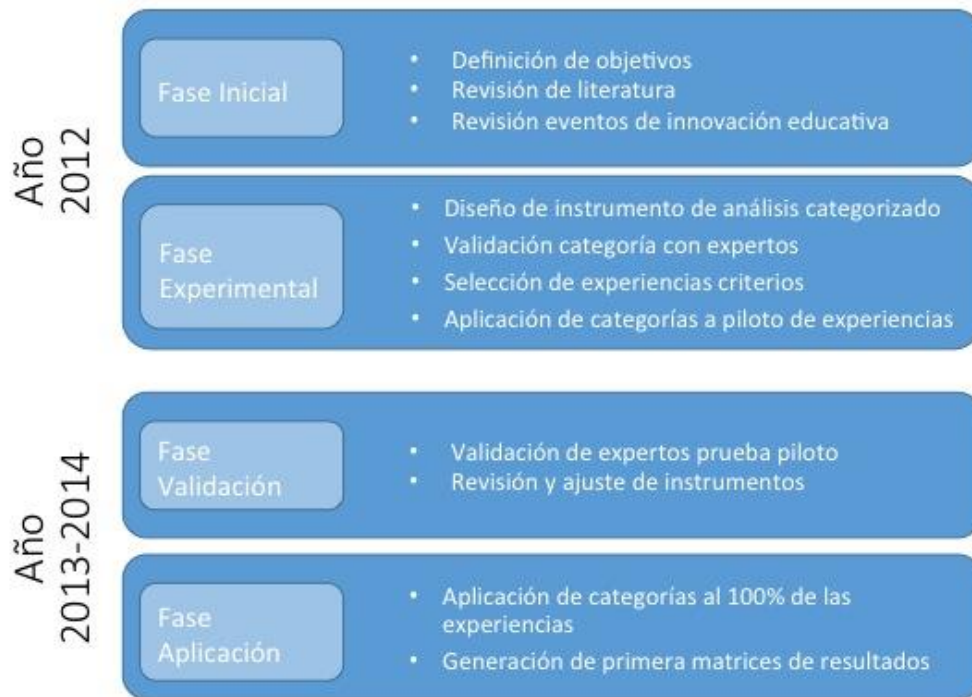 Año
2012
Fase Inicial
• Definición de objetivos
• Revisión de literatura
• Revisión eventos de innovación educativa
Fase
Experimental
• Diseño de instrumento de análisis categorizado
• Validación categoría con expertos
• Selección de experiencias criterios
• Aplicación de categorías a piloto de experiencias
Año
2013-2014
Fase
Validación
• Validación de expertos prueba piloto
• Revisión y ajuste de instrumentos
Fase
Aplicación
• Aplicación de categorías al 100% de las
experiencias
• Generación de primera matrices de resultados